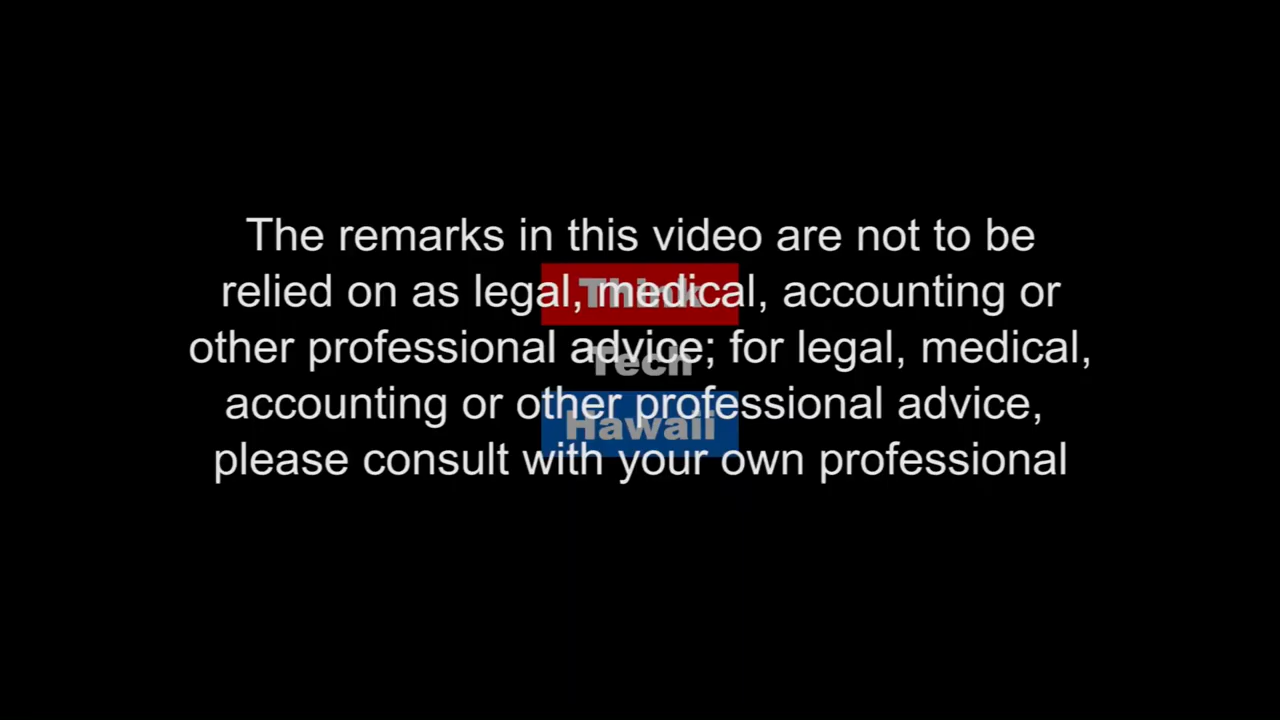 The remarks in this video are not to be
relied on as legal, medical, accounting or
other professional advice; for legal, medical,
accounting or other professional advice,
please consult with your own professional
Think
Tech
Hawaii